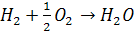 H₂ + ½O₂ → H₂O